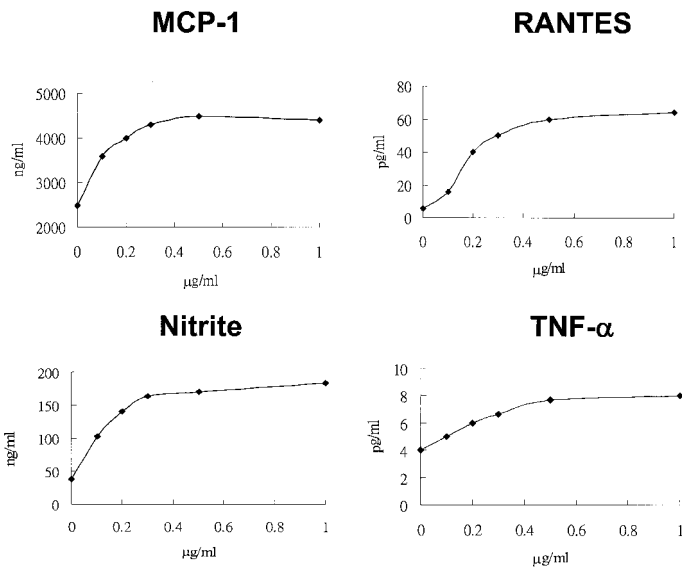 MCP-1
5000
4000
3000
2000
ng/ml
0 0.2 0.4 0.6 0.8 1
μg/ml
RANTES
80
60
40
20
0
pg/ml
0 0.2 0.4 0.6 0.8 1
μg/ml
Nitrite
200
150
100
50
0
ng/ml
0 0.2 0.4 0.6 0.8 1
μg/ml
TNF-α
10
8
6
4
2
0
pg/ml
0 0.2 0.4 0.6 0.8 1
μg/ml